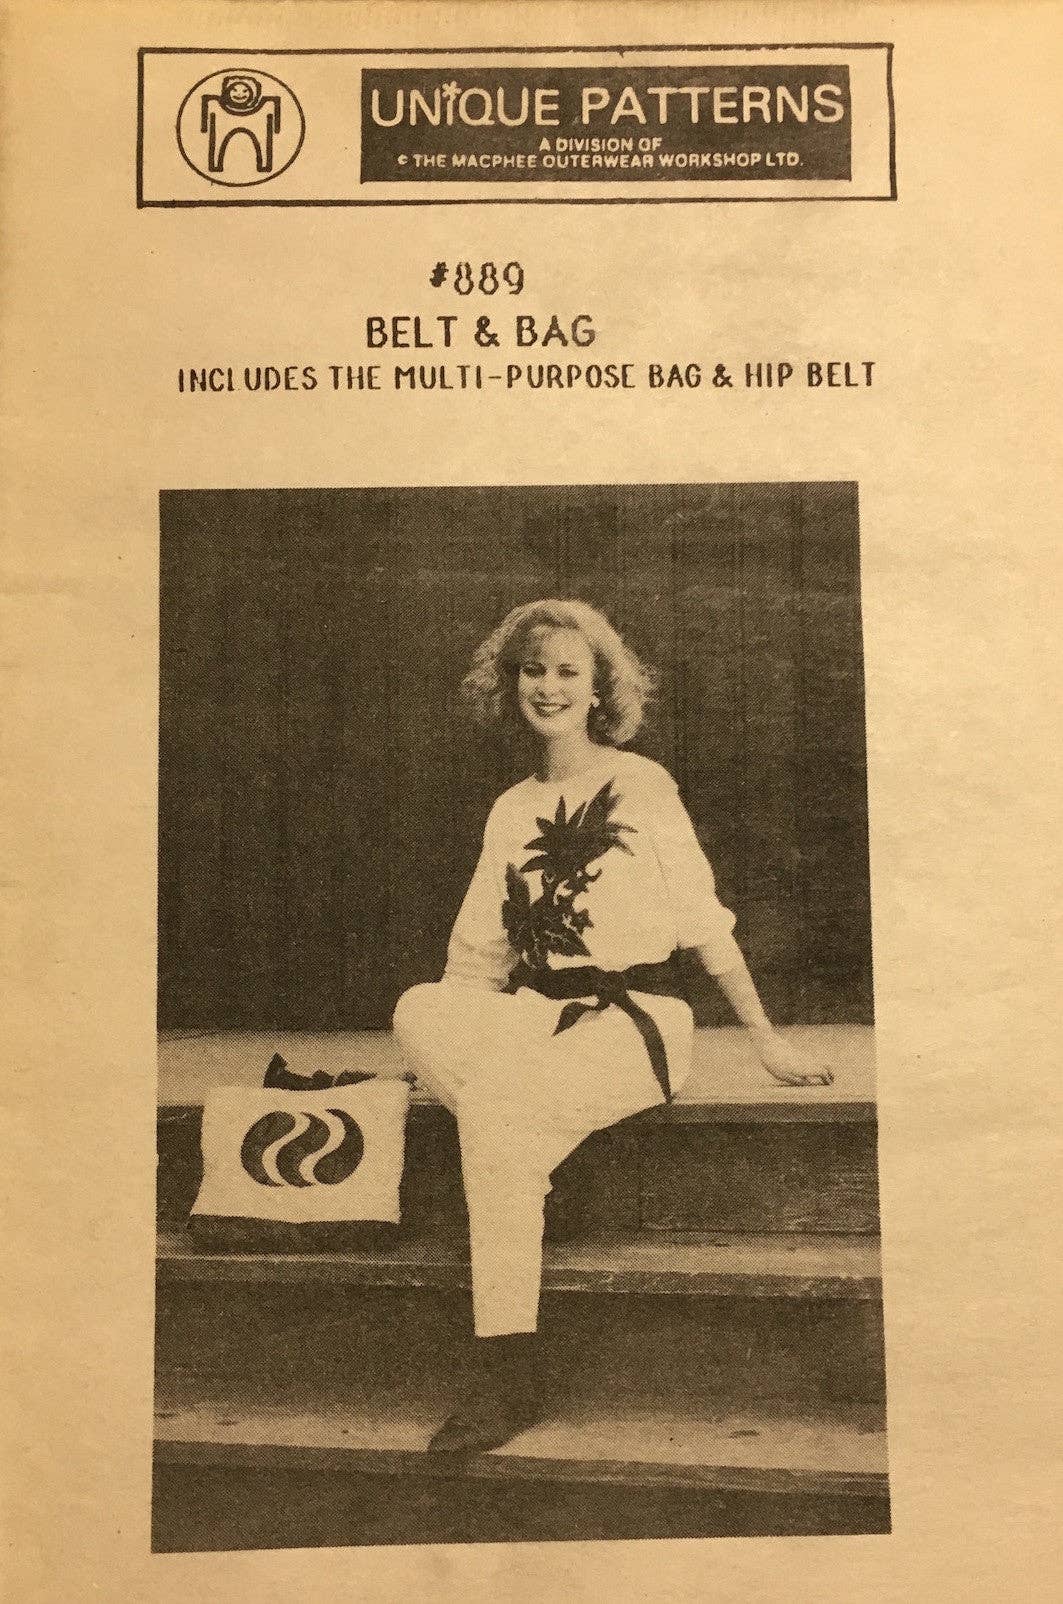 UNIQUE PATTERNS
A DIVISION OF
© THE MACPHEE OUTERWEAR WORKSHOP LTD.
#889
BELT & BAG
INCLUDES THE MULTI-PURPOSE BAG & HIP BELT